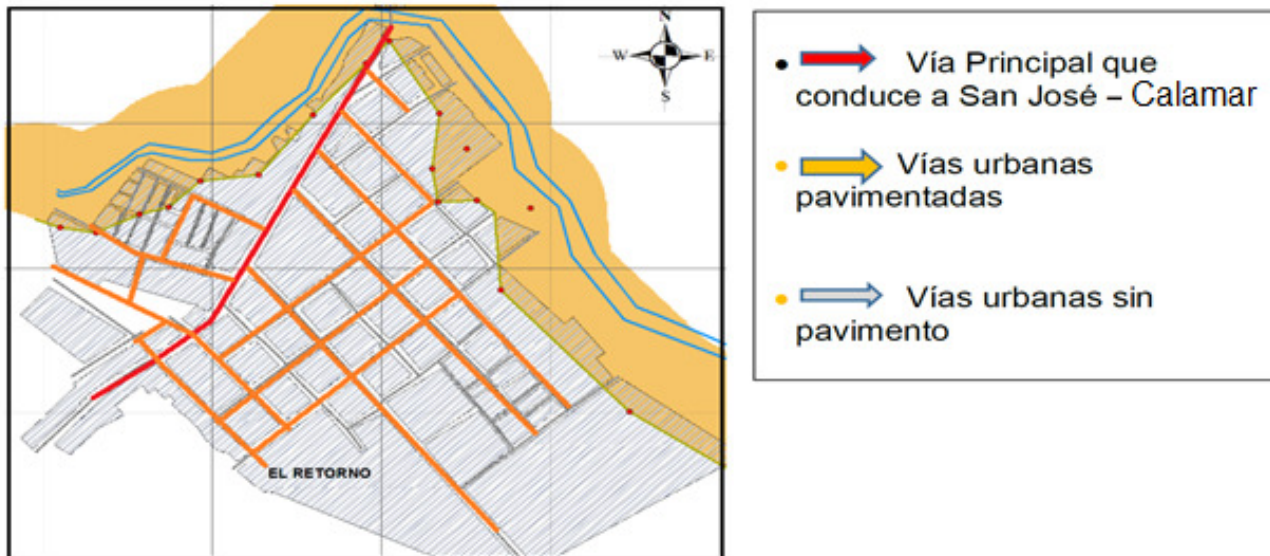 N
W
E
S
EL RETORNO
Vía Principal que
conduce a San José – Calamar
Vías urbanas
pavimentadas
Vías urbanas sin
pavimento